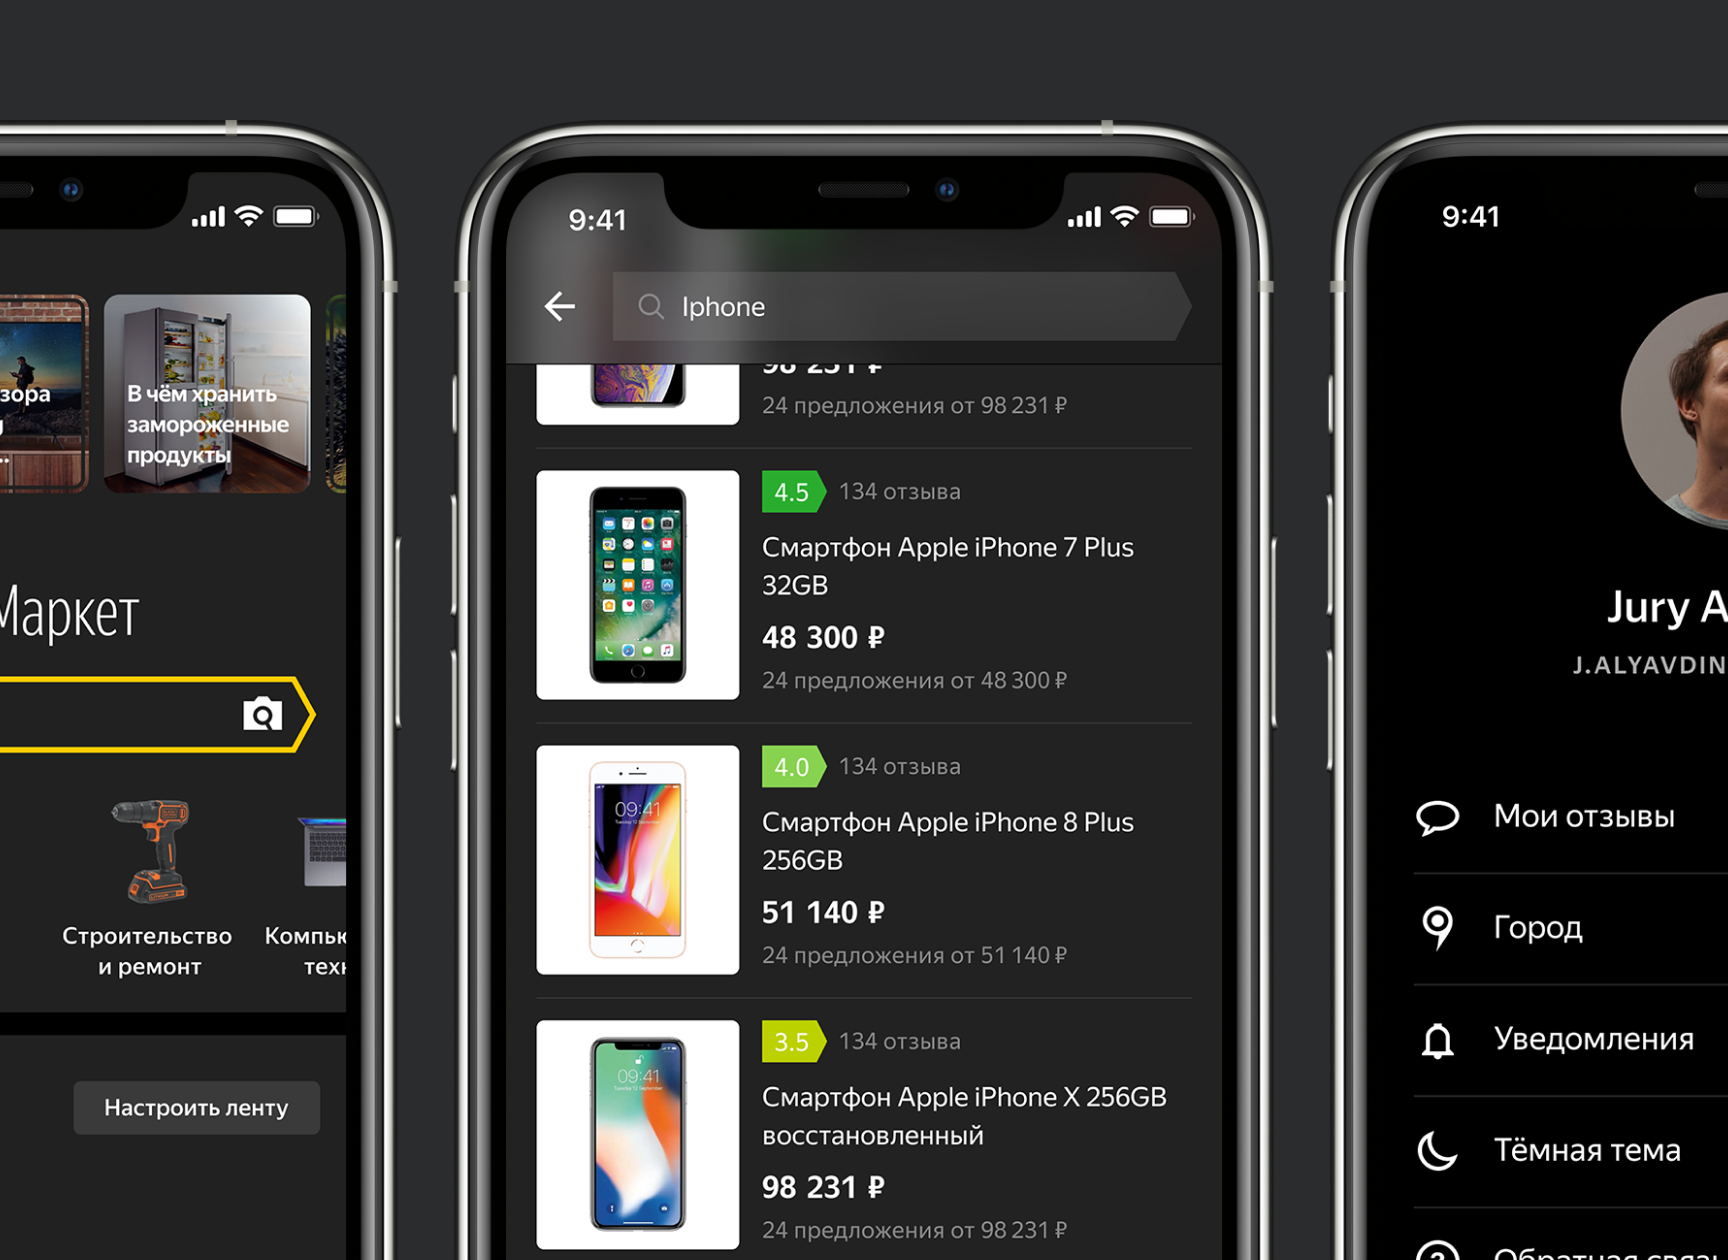 зора
В чём хранить
замороженные
продукты
Маркет
Строительство
и ремонт
Настроить ленту
9:41
Iphone
98 231 ₽
24 предложения от 98 231 ₽
4.5
134 отзыва
Смартфон Apple iPhone 7 Plus
32GB
48 300 ₽
24 предложения от 48 300 ₽
4.0
134 отзыва
09:41
Смартфон Apple iPhone 8 Plus
256GB
51 140 ₽
24 предложения от 51 140 ₽
3.5
134 отзыва
09:41
Смартфон Apple iPhone X 256GB
восстановленный
98 231 ₽
24 предложения от 98 231 ₽
9:41
Jury A
J.ALYAVDIN
Мои отзывы
Город
Уведомления
Тёмная тема